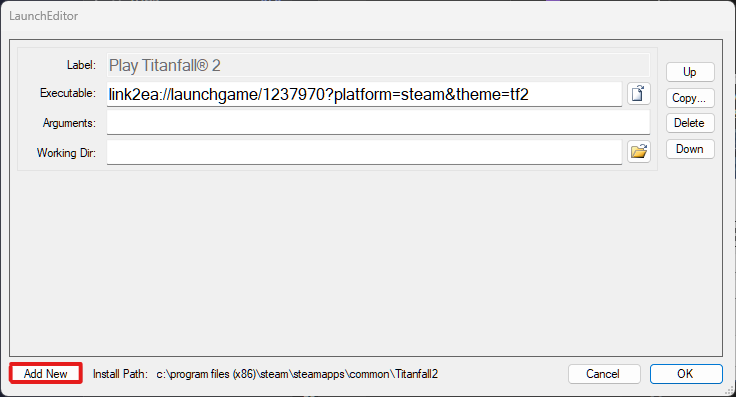 LaunchEditor
Label: Play Titanfall® 2
Executable: link2ea://launchgame/1237970?platform=steam&theme=tf2
Arguments:
Working Dir:
Up
Copy...
Delete
Down
Add New Install Path: c:\program files (x86)\steam\steamapps\common\Titanfall2 Cancel OK